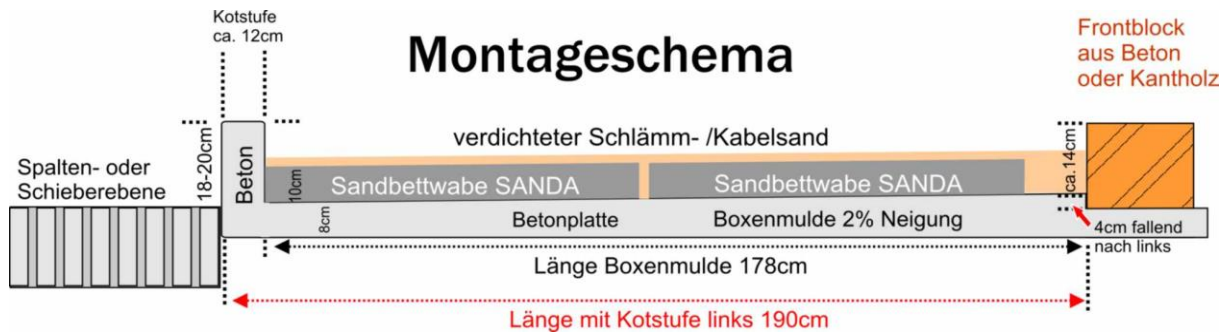 Kotstufe
ca. 12cm
Montageschema
Frontblock
aus Beton
oder Kantholz
verdichteter Schlämm- /Kabelsand
Spalten- oder
Schieberebene
18-20cm
Beton
10cm
Sandbettwabe SANDA
Sandbettwabe SANDA
ca.14cm
8cm
Betonplatte
Boxenmulde 2% Neigung
4cm fallend
nach links
Länge Boxenmulde 178cm
Länge mit Kotstufe links 190cm